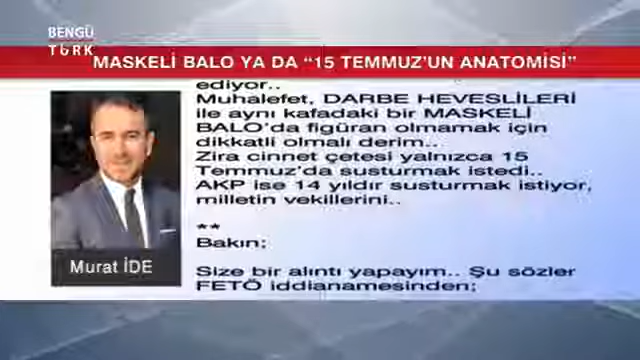 BENGÜ
TÜRK
MASKELİ BALO YA DA “15 TEMMUZ’UN ANATOMİSİ”
ediyor..
Muhalefet, DARBE HEVESLİLERİ
ile aynı kafadaki bir MASKELİ
BALO’da figüran olmamak için
dikkatli olmalı derim..
Zira cinnet çetesi yalnızca 15
Temmuz’da susturmak istedi..
AKP ise 14 yıldır susturmak istiyor,
milletin vekillerini..
**
Bakın;
Size bir alıntı yapayım.. Şu sözler
FETÖ iddianamesinden;
Murat İDE